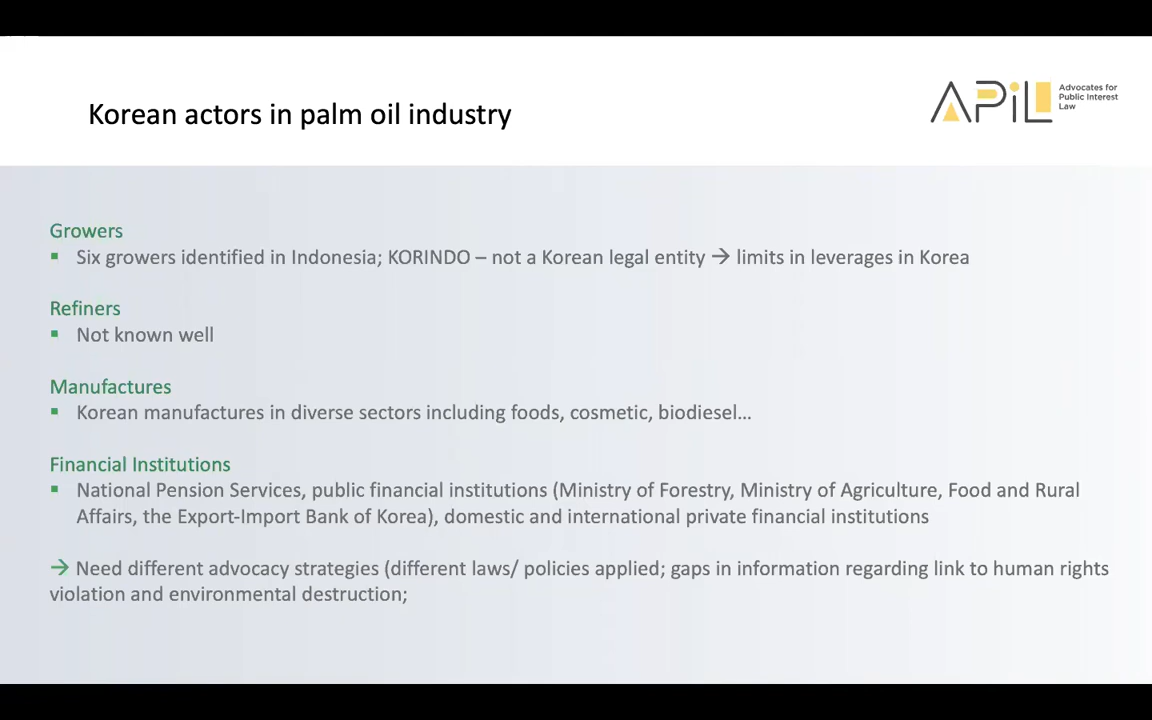 Korean actors in palm oil industry
APIL
Advocates for
Public Interest
Law
Growers
▪ Six growers identified in Indonesia; KORINDO – not a Korean legal entity → limits in leverages in Korea
Refiners
▪ Not known well
Manufactures
▪ Korean manufactures in diverse sectors including foods, cosmetic, biodiesel…
Financial Institutions
▪ National Pension Services, public financial institutions (Ministry of Forestry, Ministry of Agriculture, Food and Rural
Affairs, the Export-Import Bank of Korea), domestic and international private financial institutions
→ Need different advocacy strategies (different laws/ policies applied; gaps in information regarding link to human rights
violation and environmental destruction;